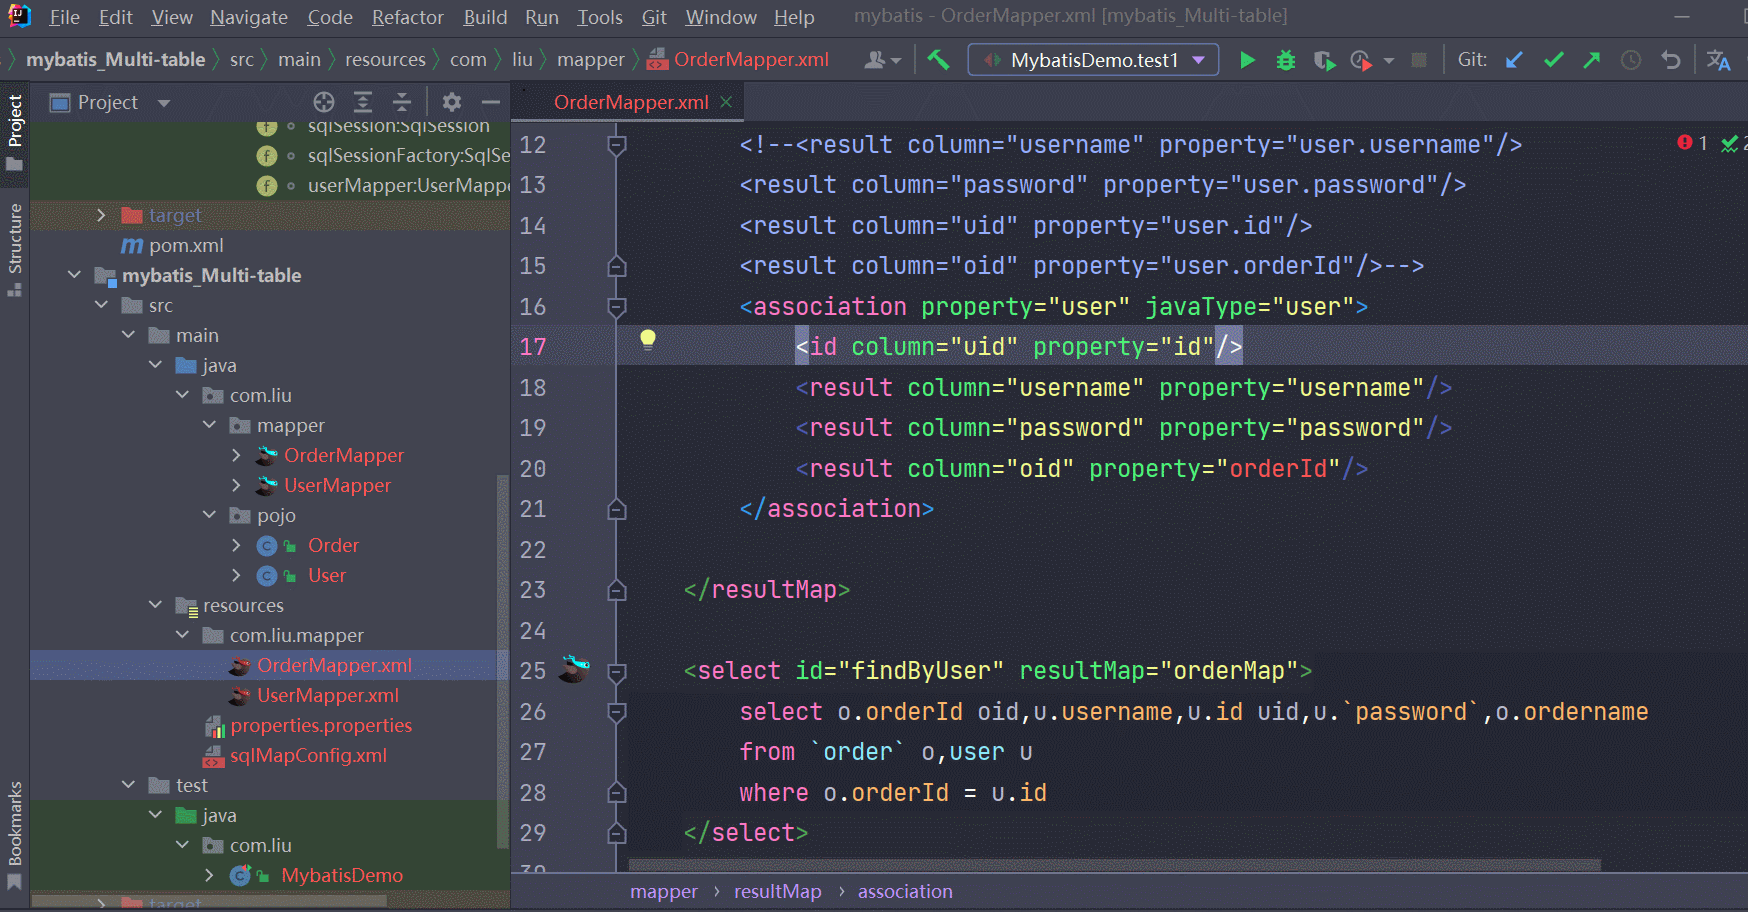 File Edit View Navigate Code Refactor Build Run Tools Git Window Help mybatis - OrderMapper.xml [mybatis_Multi-table]
mybatis_Multi-table src main resources com liu mapper OrderMapper.xml MybatisDemo.test1 Git:
Project
Structure
Bookmarks
Project
sqlSession:SqlSession
sqlSessionFactory:SqlSe
userMapper:UserMappe
target
pom.xml
mybatis_Multi-table
src
main
java
com.liu
mapper
OrderMapper
UserMapper
pojo
Order
User
resources
com.liu.mapper
OrderMapper.xml
UserMapper.xml
properties.properties
sqlMapConfig.xml
test
java
com.liu
MybatisDemo
target
OrderMapper.xml
1 2
12 <!--<result column="username" property="user.username"/>
13 <result column="password" property="user.password"/>
14 <result column="uid" property="user.id"/>
15 <result column="oid" property="user.orderId"/>-->
16 <association property="user" javaType="user">
17 <id column="uid" property="id"/>
18 <result column="username" property="username"/>
19 <result column="password" property="password"/>
20 <result column="oid" property="orderId"/>
21 </association>
22
23 </resultMap>
24
25 <select id="findByUser" resultMap="orderMap">
26 select o.orderId oid,u.username,u.id uid,u.`password`,o.ordername
27 from `order` o,user u
28 where o.orderId = u.id
29 </select>
30
mapper › resultMap › association